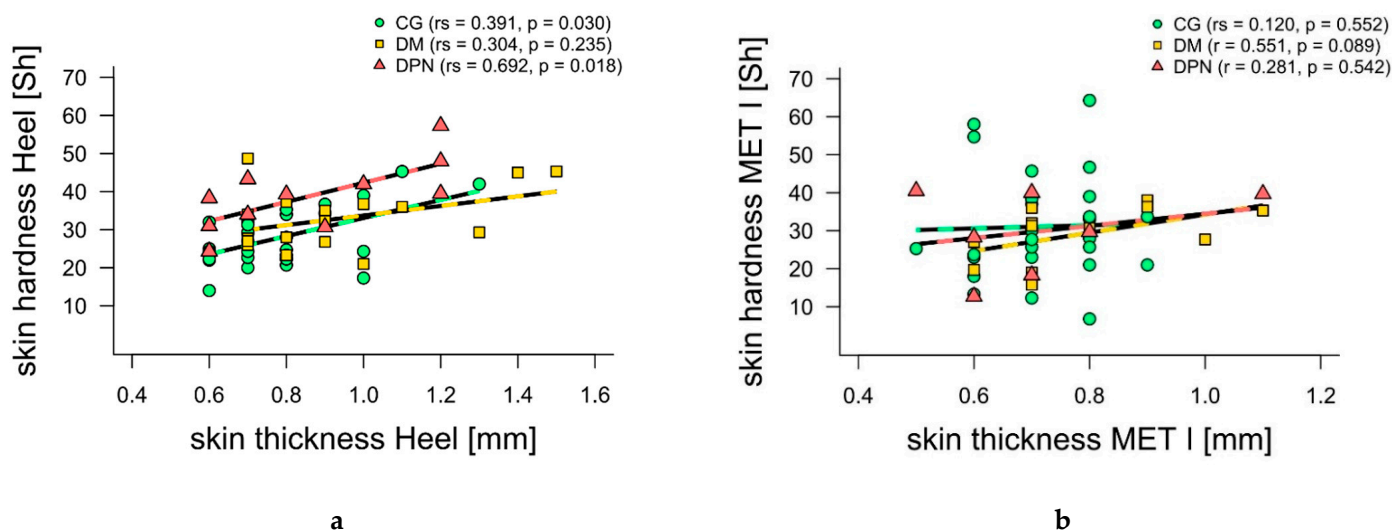 CG (rs = 0.391, p = 0.030)
DM (rs = 0.304, p = 0.235)
DPN (rs = 0.692, p = 0.018)
skin hardness Heel [Sh]
70
60
50
40
30
20
10
0.4 0.6 0.8 1.0 1.2 1.4 1.6
skin thickness Heel [mm]
a
CG (rs = 0.120, p = 0.552)
DM (r = 0.551, p = 0.089)
DPN (r = 0.281, p = 0.542)
skin hardness MET I [Sh]
70
60
50
40
30
20
10
0.4 0.6 0.8 1.0 1.2
skin thickness MET I [mm]
b